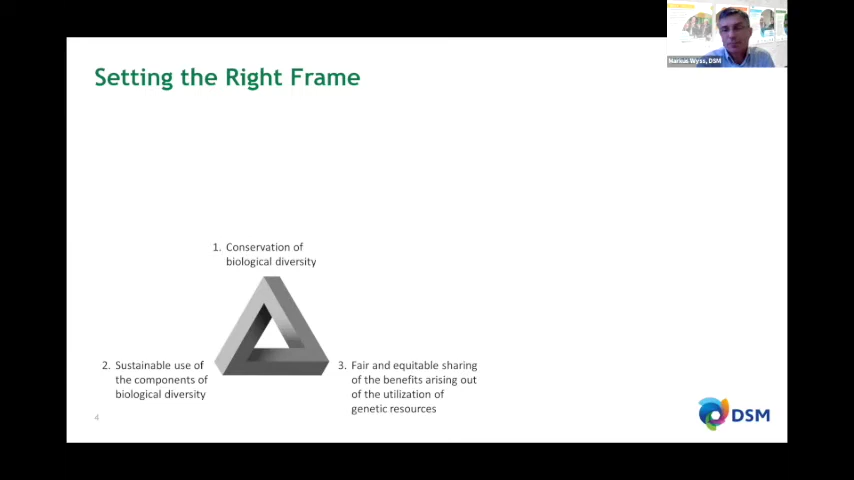 Setting the Right Frame
Markus Wyss, DSM
1. Conservation of
biological diversity
2. Sustainable use of
the components of
biological diversity
3. Fair and equitable sharing
of the benefits arising out
of the utilization of
genetic resources
4
DSM